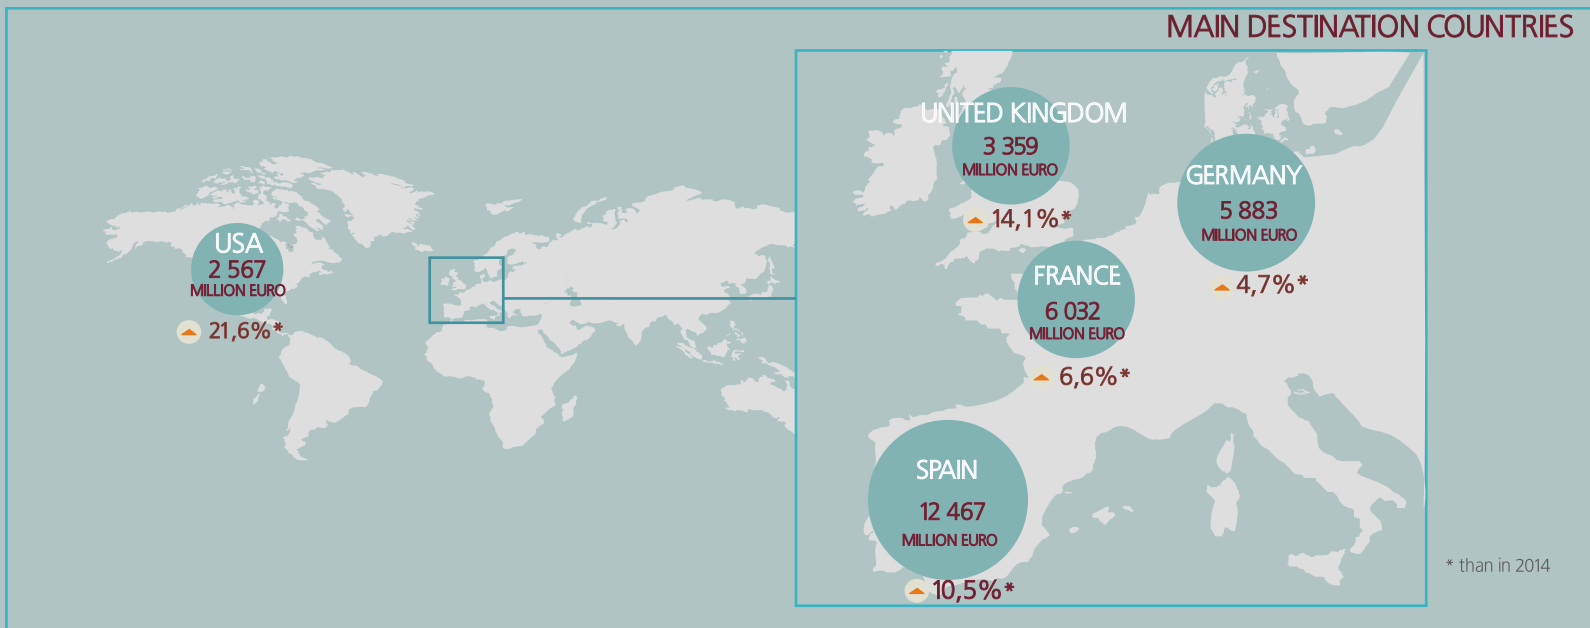 MAIN DESTINATION COUNTRIES
USA
2 567
MILLION EURO
21,6%*
UNITED KINGDOM
3 359
MILLION EURO
14,1%*
GERMANY
5 883
MILLION EURO
4,7%*
FRANCE
6 032
MILLION EURO
6,6%*
SPAIN
12 467
MILLION EURO
10,5%*
* than in 2014